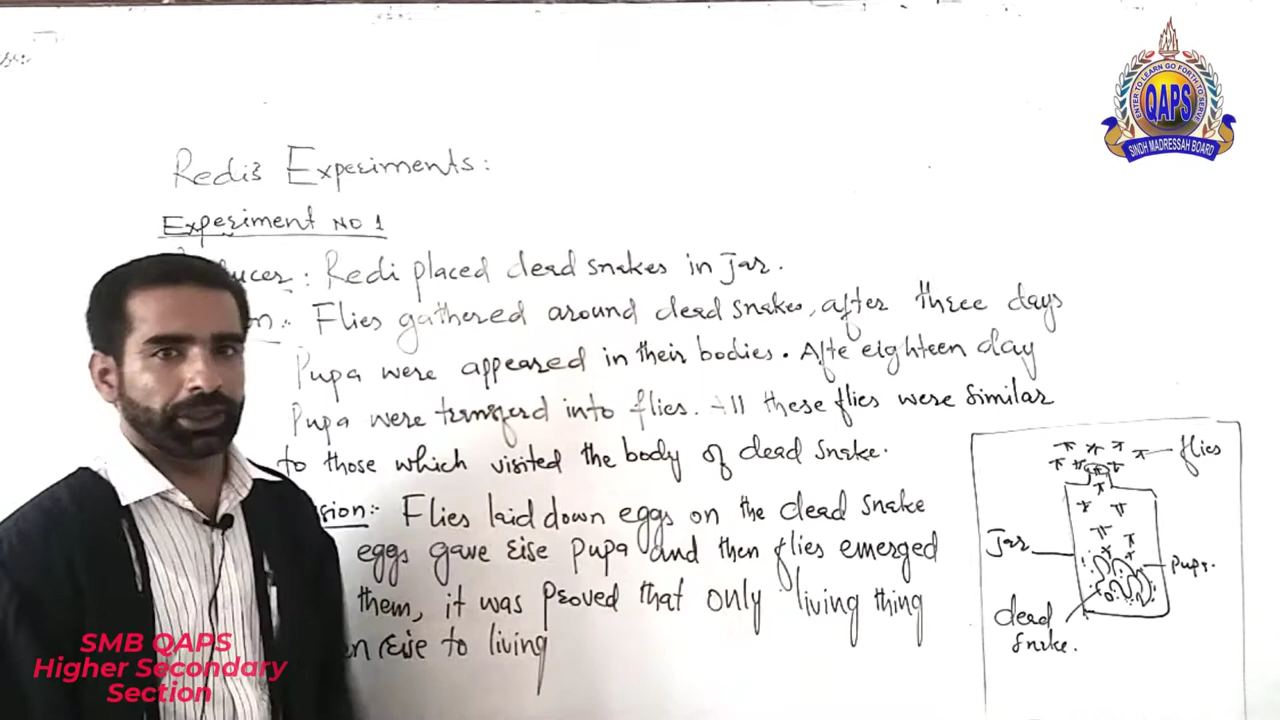 Redi's Experiments:
Experiment NO 1
ducer: Redi placed dead snakes in Jar.
on:- Flies gathered around dead snakes, after three days
Pupa were appeared in their bodies. Afte eighteen day
Pupa were into flies. All these flies were similar
to those which visited the body of dead snake.
sion:- Flies laid down eggs on the dead snake
eggs gave rise pupa and then flies emerged
them, it was proved that only living thing
en rise to living
flies
Jar
pupa.
dead
snake.
ENTER TO LEARN GO FORTH TO SERVE
QAPS
SINDH MADRESSAH BOARD
SMB QAPS
Higher Secondary
Section